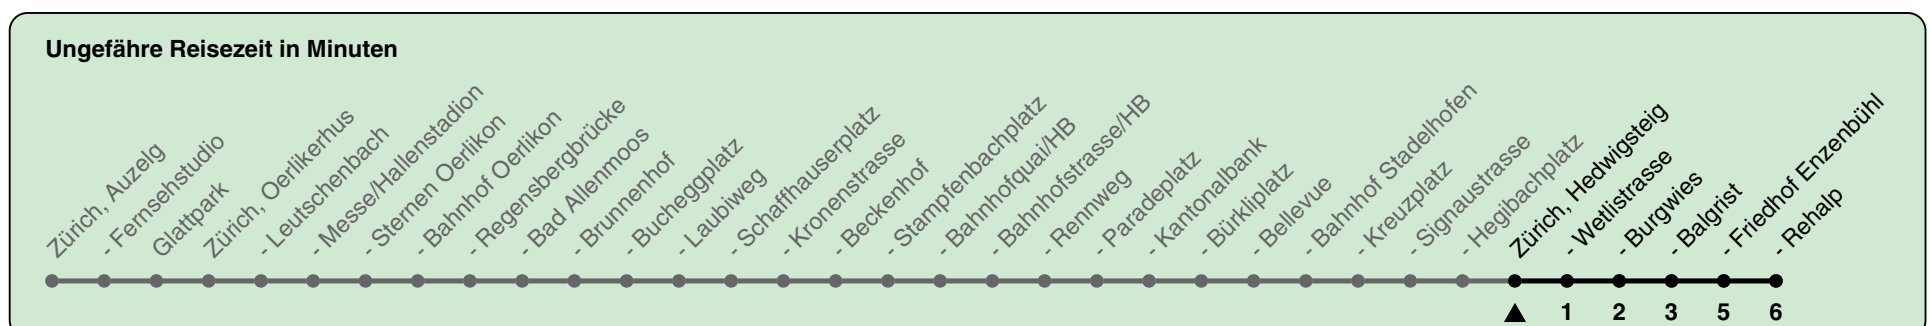 Ungefähre Reisezeit in Minuten
Zürich, Auzelg
- Fernsehstudio
Glattpark
Zürich, Oerlikerhus
- Leutschenbach
- Messe/Hallenstadion
- Sternen Oerlikon
- Bahnhof Oerlikon
- Regensbergbrücke
- Bad Allenmoos
- Brunnenhof
- Bucheggplatz
- Laubiweg
- Schaffhauserplatz
- Kronenstrasse
- Beckenhof
- Stampfenbachplatz
- Bahnhofquai/HB
- Bahnhofstrasse/HB
- Rennweg
- Paradeplatz
- Kantonalbank
- Bürkliplatz
- Bellevue
- Bahnhof Stadelhofen
- Kreuzplatz
- Signaustrasse
- Hegibachplatz
Zürich, Hedwigsteig
- Wetlistrasse
- Burgwies
- Balgrist
- Friedhof Enzenbühl
- Rehalp
1 2 3 5 6